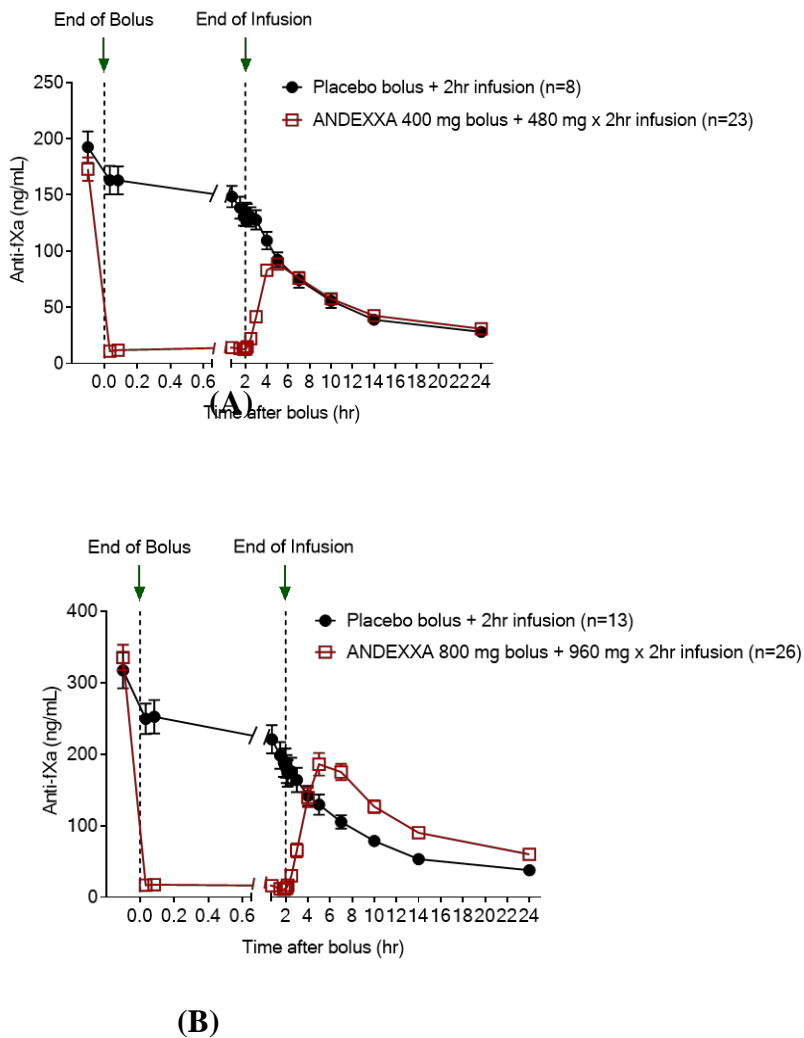 End of Bolus End of Infusion
Placebo bolus + 2hr infusion (n=8)
ANDEXXA 400 mg bolus + 480 mg x 2hr infusion (n=23)
Anti-fXa (ng/mL)
250
200
150
100
50
0
0.0 0.2 0.4 0.6 2 4 6 8 10 12 14 16 18 20 22 24
Time after bolus (hr)
(A)
End of Bolus End of Infusion
Placebo bolus + 2hr infusion (n=13)
ANDEXXA 800 mg bolus + 960 mg x 2hr infusion (n=26)
Anti-fXa (ng/mL)
400
300
200
100
0
0.0 0.2 0.4 0.6 2 4 6 8 10 12 14 16 18 20 22 24
Time after bolus (hr)
(B)